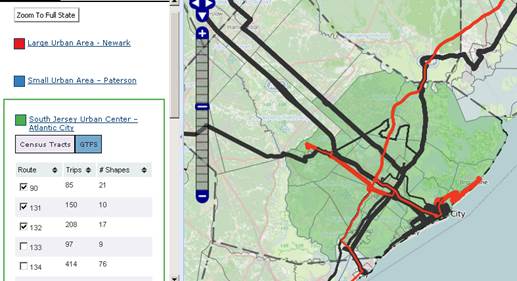 Zoom To Full State
Large Urban Area - Newark
Small Urban Area - Paterson
South Jersey Urban Center -
Atlantic City
Census Tracts GTFS
Route Trips # Shapes
90 85 21
131 150 10
132 208 17
133 97 9
134 414 76
City